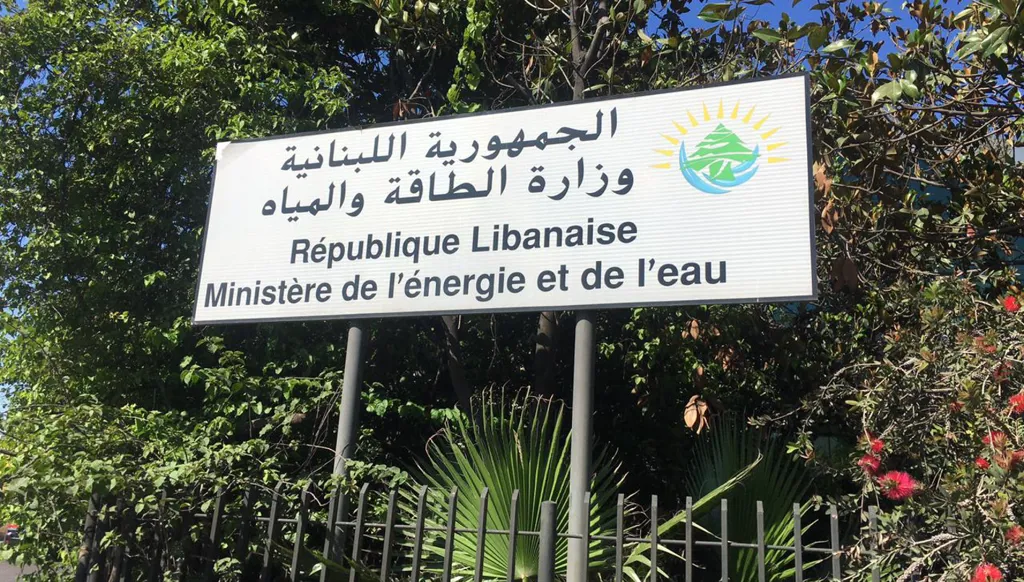 الجمهورية اللبنانية
وزارة الطاقة والمياه
République Libanaise
Ministère de l'énergie et de l'eau